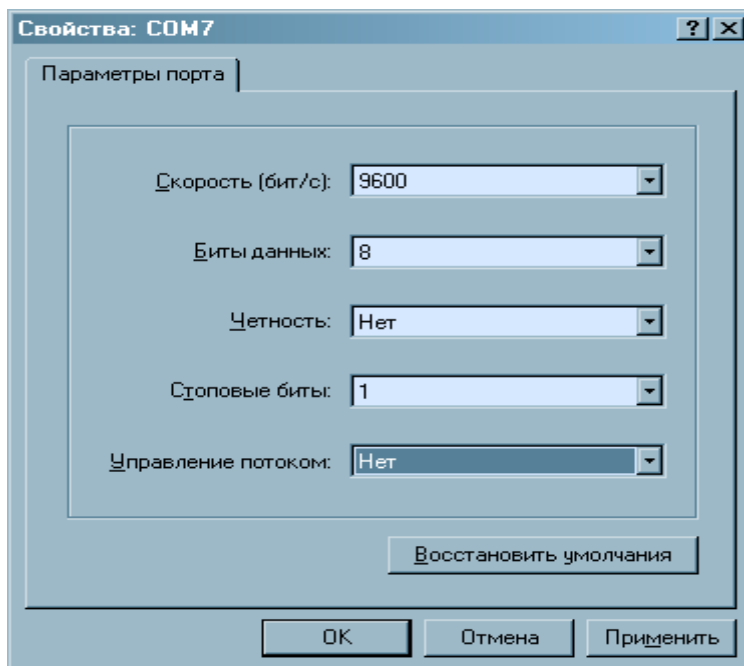 Свойства: COM7
Параметры порта
Скорость (бит/с): 9600
Биты данных: 8
Четность: Нет
Стоповые биты: 1
Управление потоком: Нет
Восстановить умолчания
OK Отмена Применить